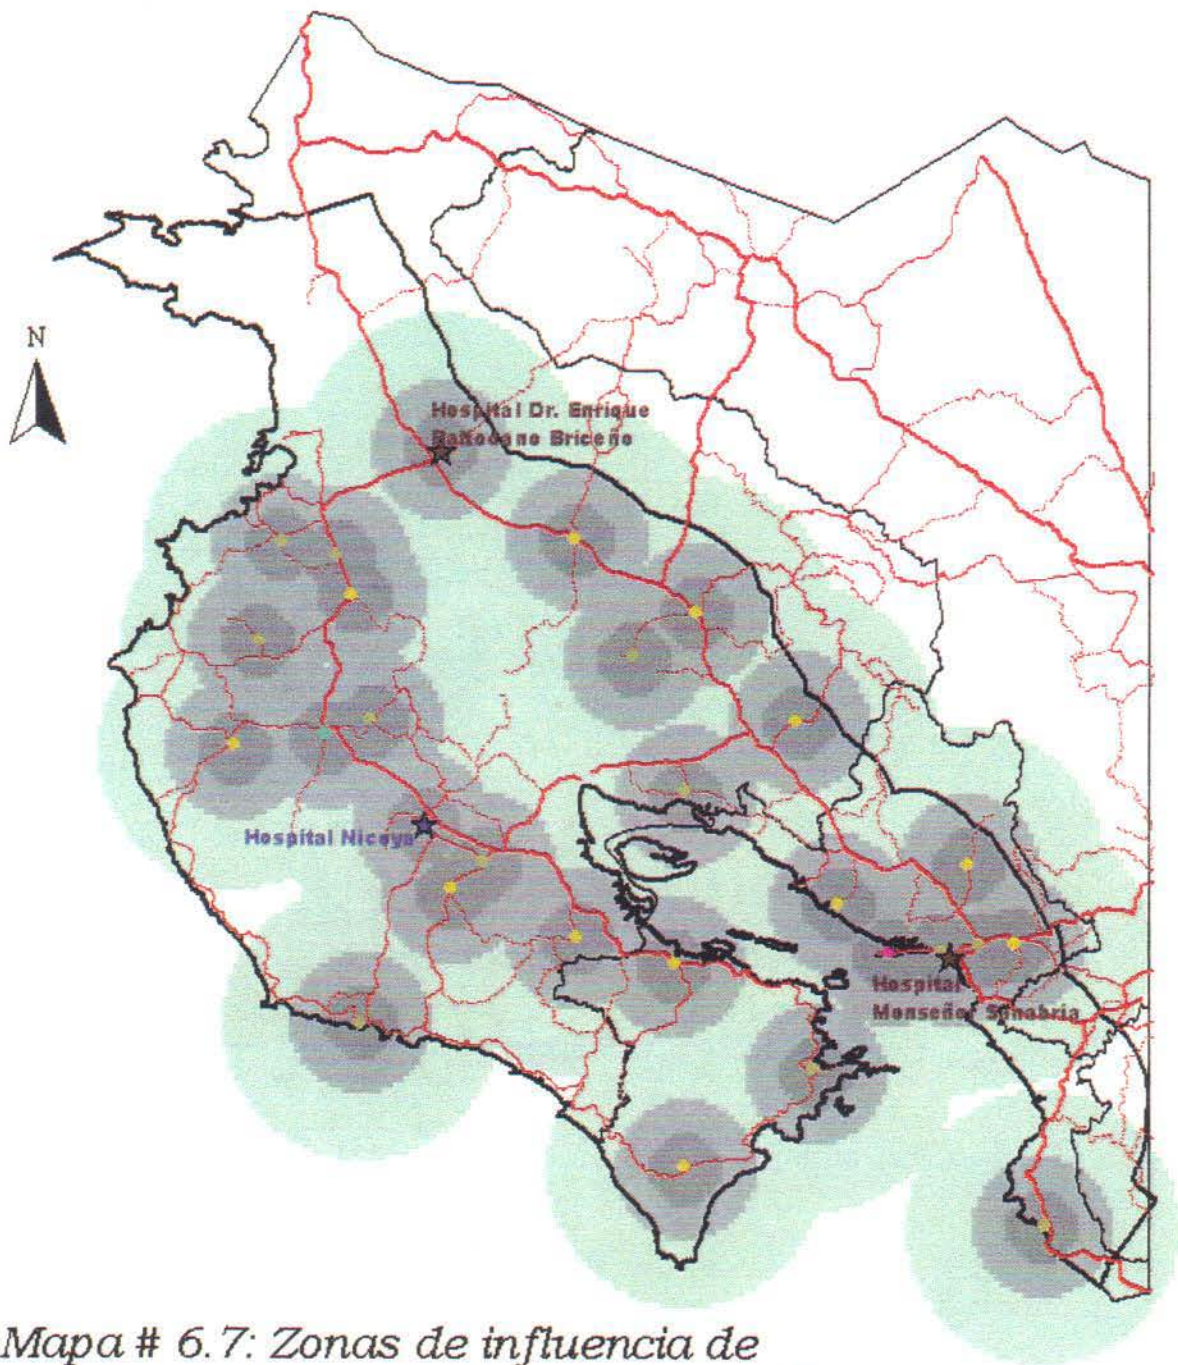 N
Hospital Dr. Enrique
Baltodano Briceño
Hospital Nicoya
Hospital
Monseñor Sanabria
Mapa # 6.7: Zonas de influencia de